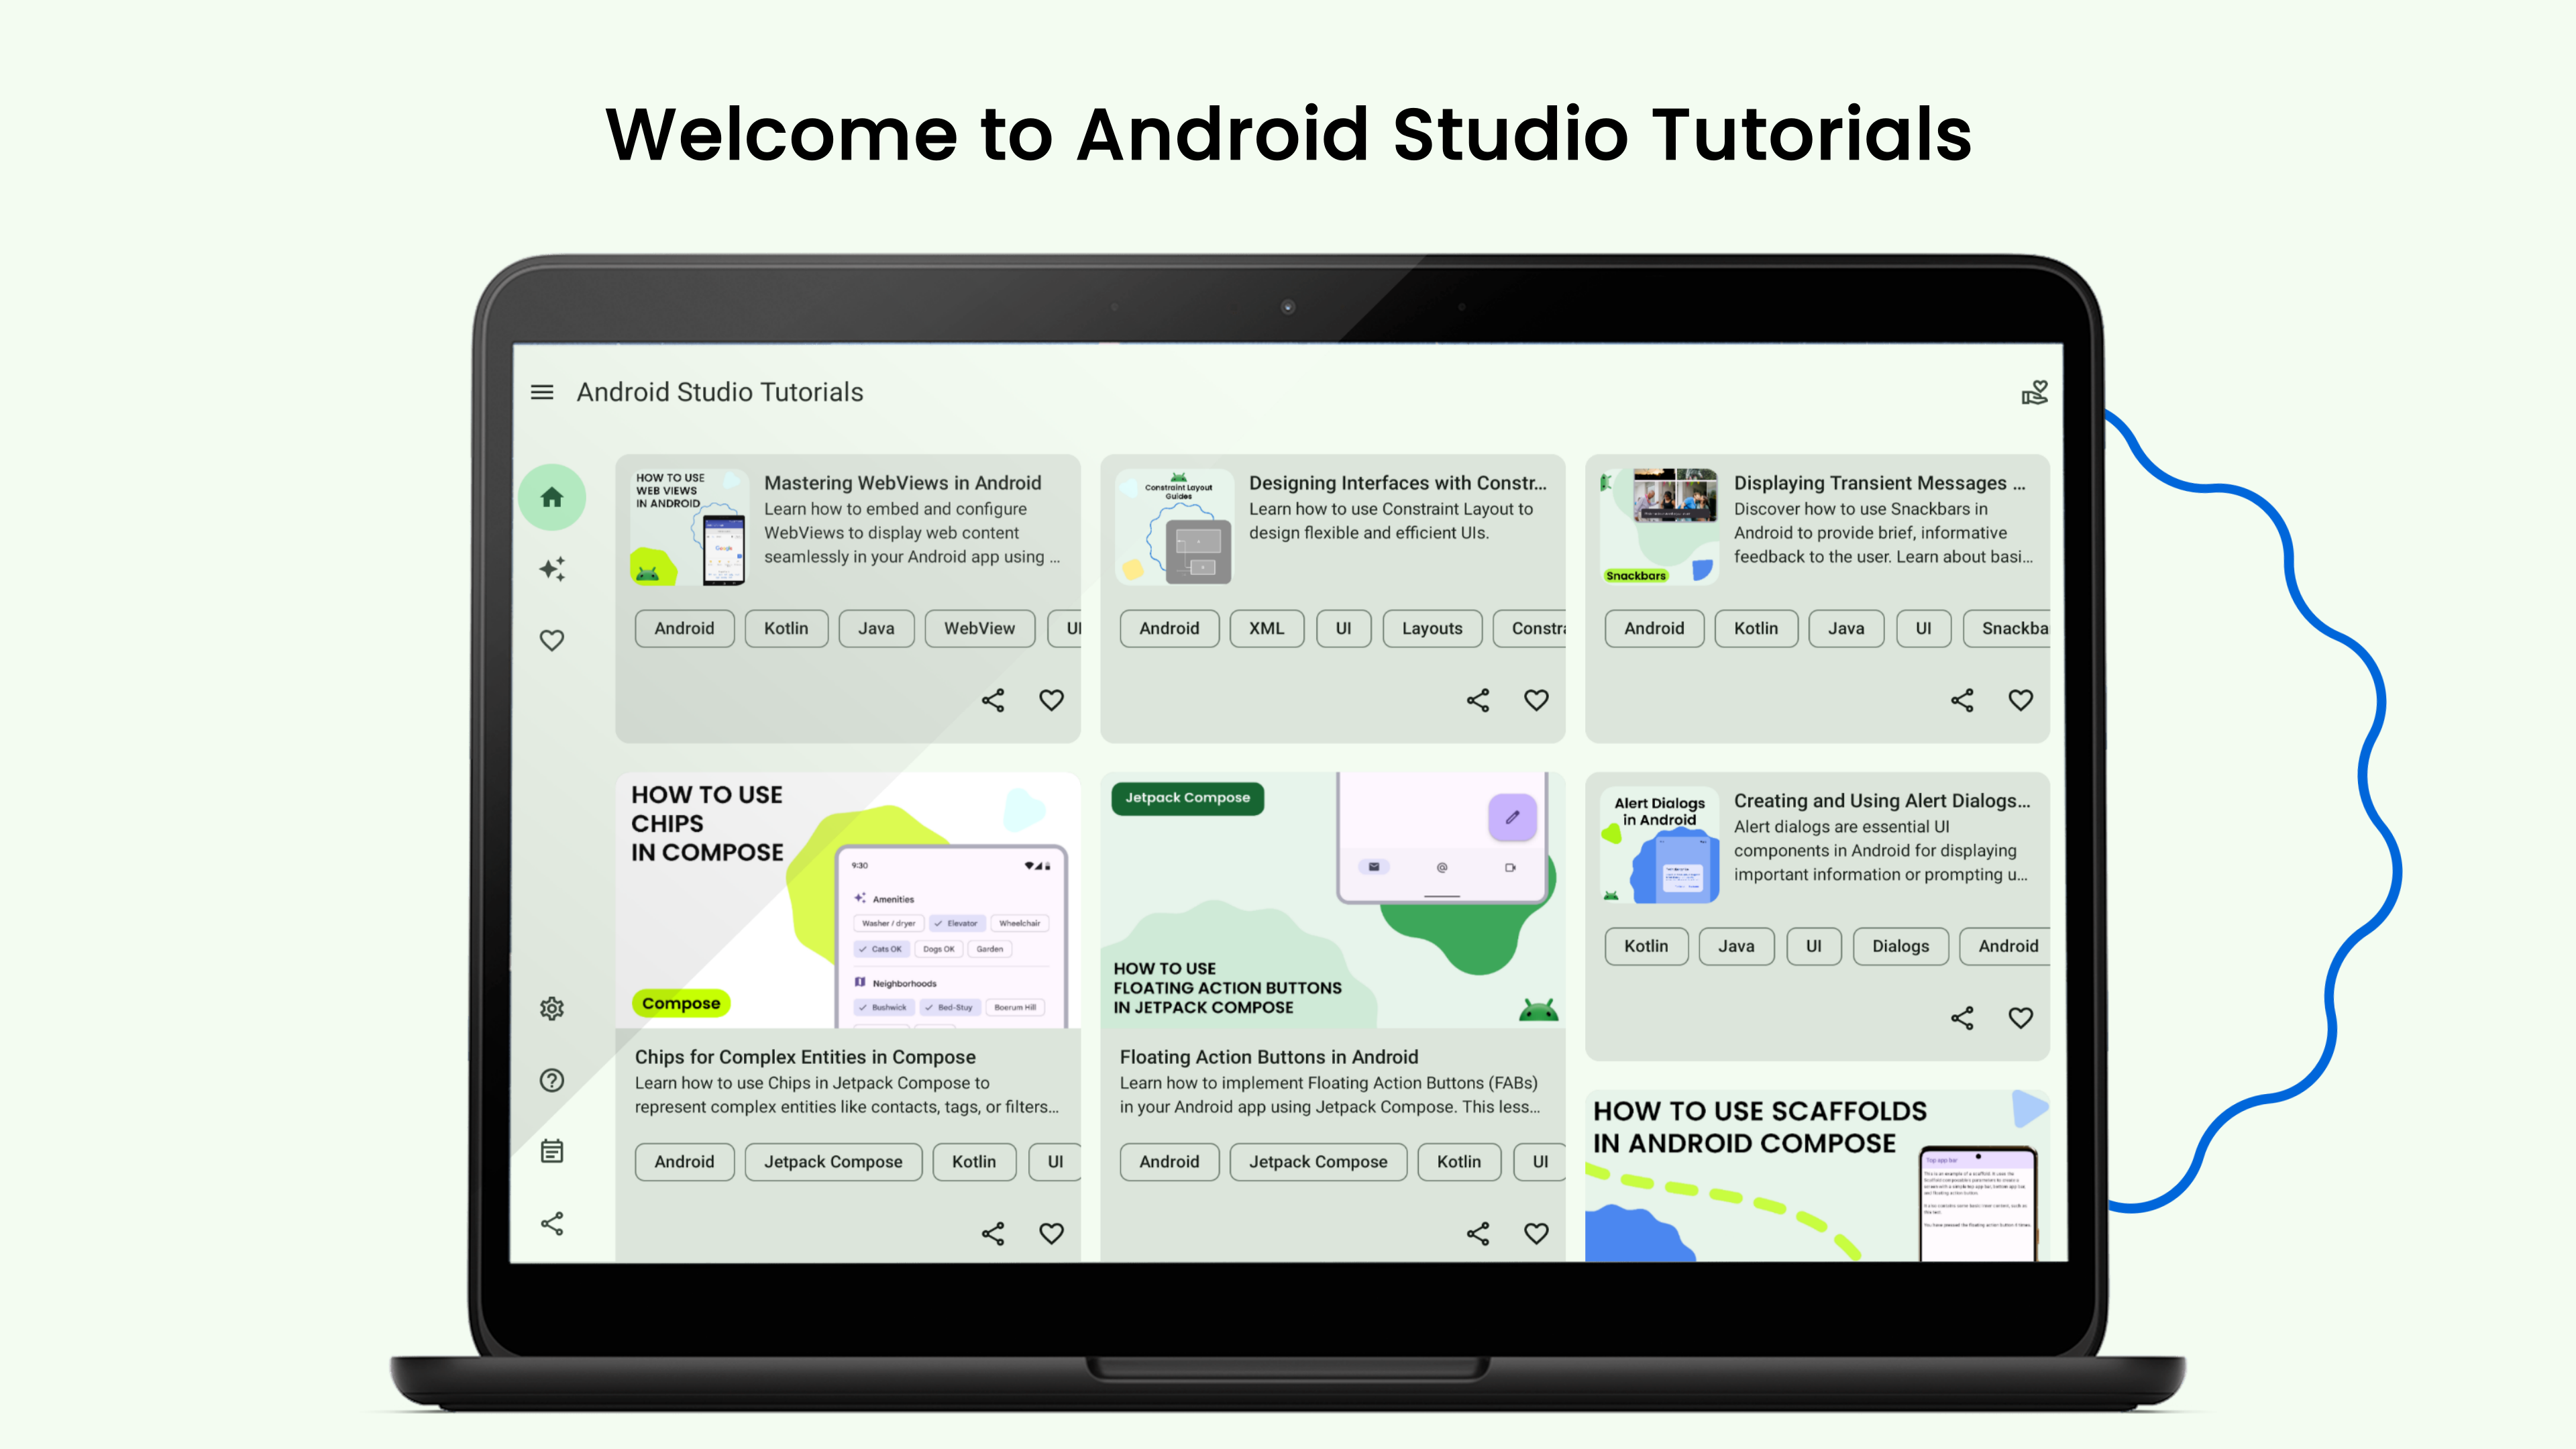 Welcome to Android Studio Tutorials
Android Studio Tutorials
HOW TO USE
WEB VIEWS
IN ANDROID
Google
Mastering WebViews in Android
Learn how to embed and configure
WebViews to display web content
seamlessly in your Android app using ...
Android Kotlin Java WebView UI
Constraint Layout
Guides
Designing Interfaces with Constr...
Learn how to use Constraint Layout to
design flexible and efficient UIs.
Android XML UI Layouts Constra
Snackbars
Displaying Transient Messages ...
Discover how to use Snackbars in
Android to provide brief, informative
feedback to the user. Learn about basi...
Android Kotlin Java UI Snackba
HOW TO USE
CHIPS
IN COMPOSE
9:30
Amenities
Washer / dryer Elevator Wheelchair
Cats OK Dogs OK Garden
Neighborhoods
Bushwick Bed-Stuy Boerum Hill
Compose
Chips for Complex Entities in Compose
Learn how to use Chips in Jetpack Compose to
represent complex entities like contacts, tags, or filters...
Android Jetpack Compose Kotlin UI
Jetpack Compose
HOW TO USE
FLOATING ACTION BUTTONS
IN JETPACK COMPOSE
Floating Action Buttons in Android
Learn how to implement Floating Action Buttons (FABs)
in your Android app using Jetpack Compose. This less...
Android Jetpack Compose Kotlin UI
Alert Dialogs
in Android
Creating and Using Alert Dialogs...
Alert dialogs are essential UI
components in Android for displaying
important information or prompting u...
Kotlin Java UI Dialogs Android
HOW TO USE SCAFFOLDS
IN ANDROID COMPOSE
Top app bar